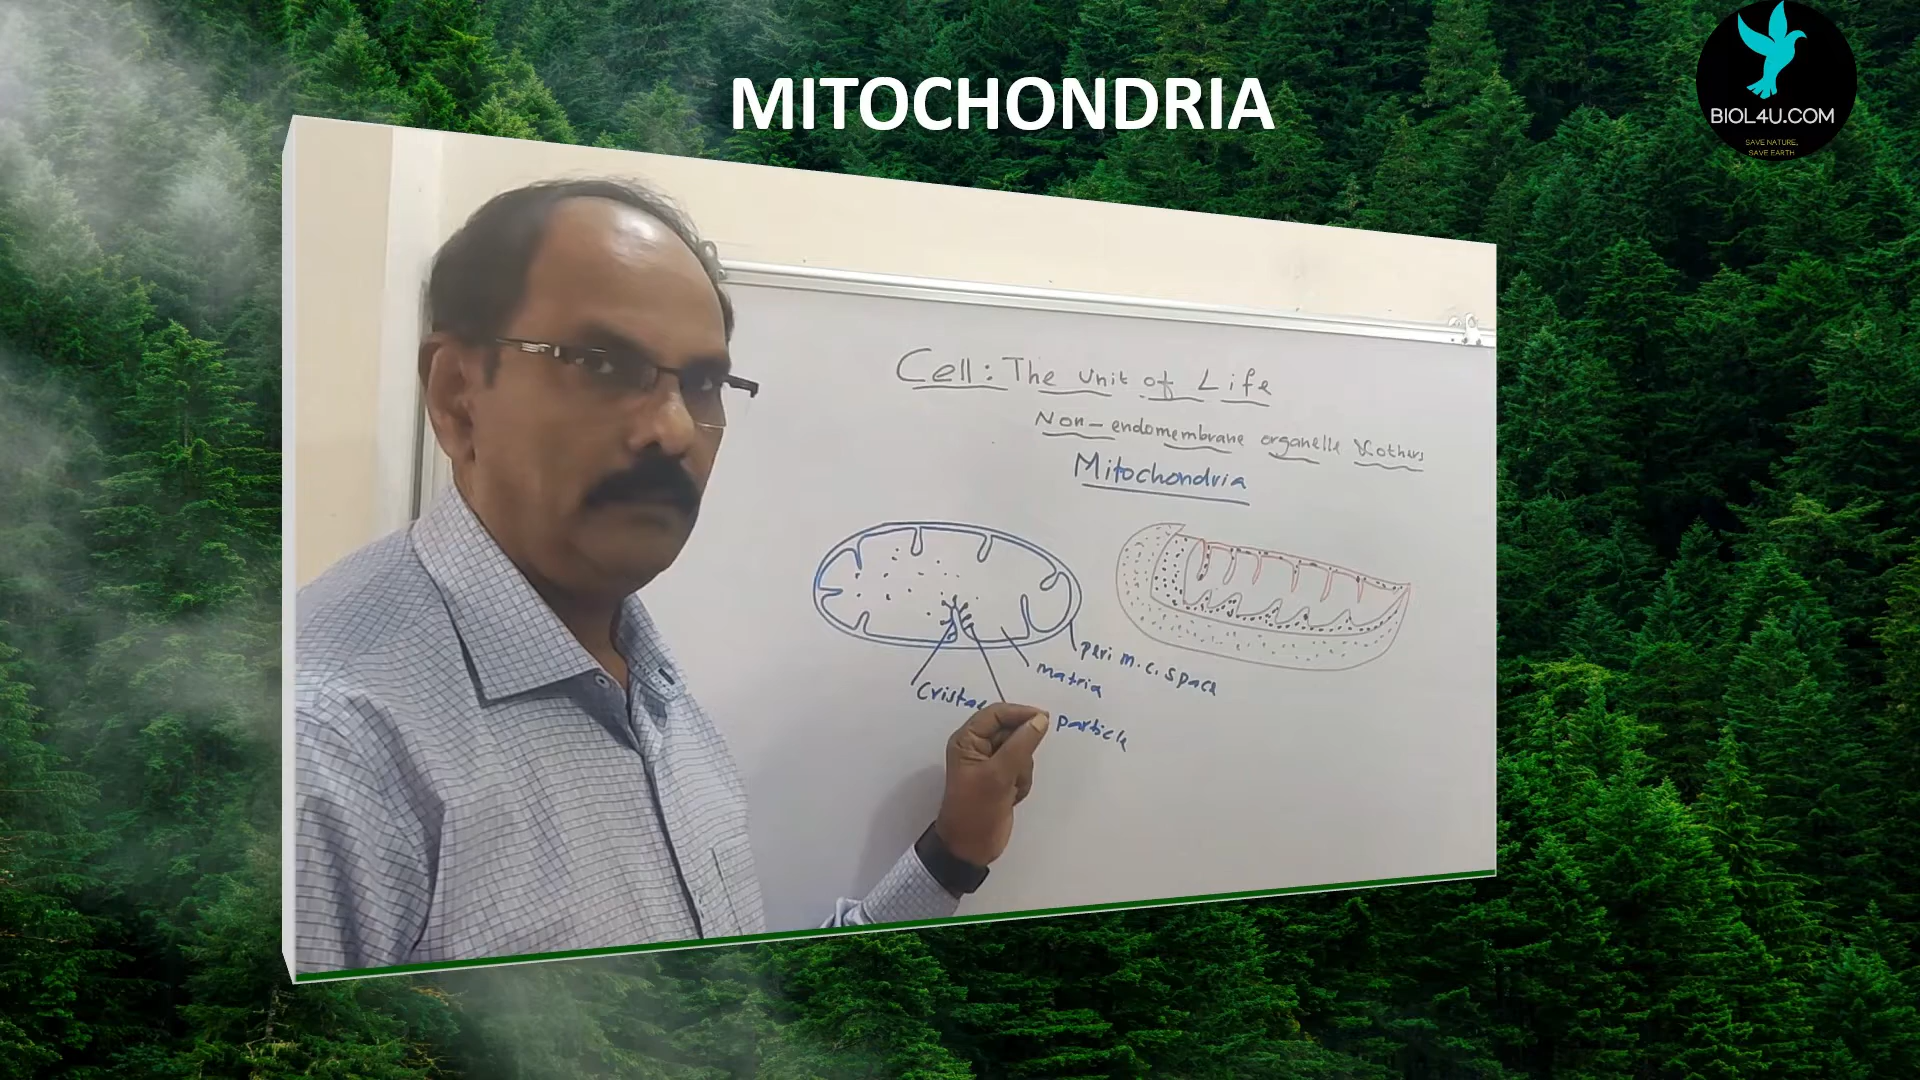 MITOCHONDRIA
BIOL4U.COM
SAVE NATURE,
SAVE EARTH
Cell: The Unit of Life
Non-endomembrane organelle & others
Mitochondria
peri m.c. space
matria
Cristae
particle